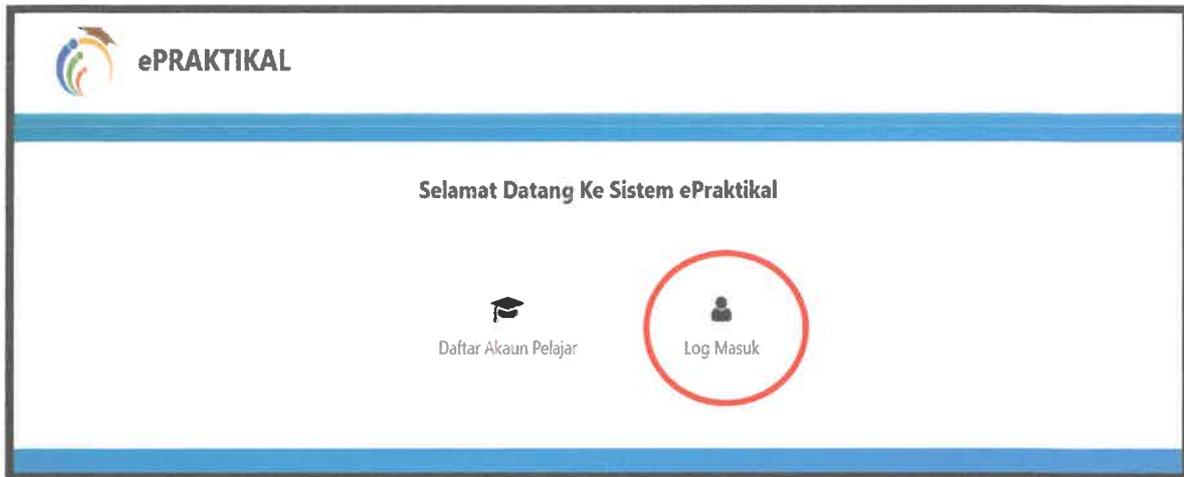 ePRAKTIKAL
Selamat Datang Ke Sistem ePraktikal
Daftar Akaun Pelajar
Log Masuk